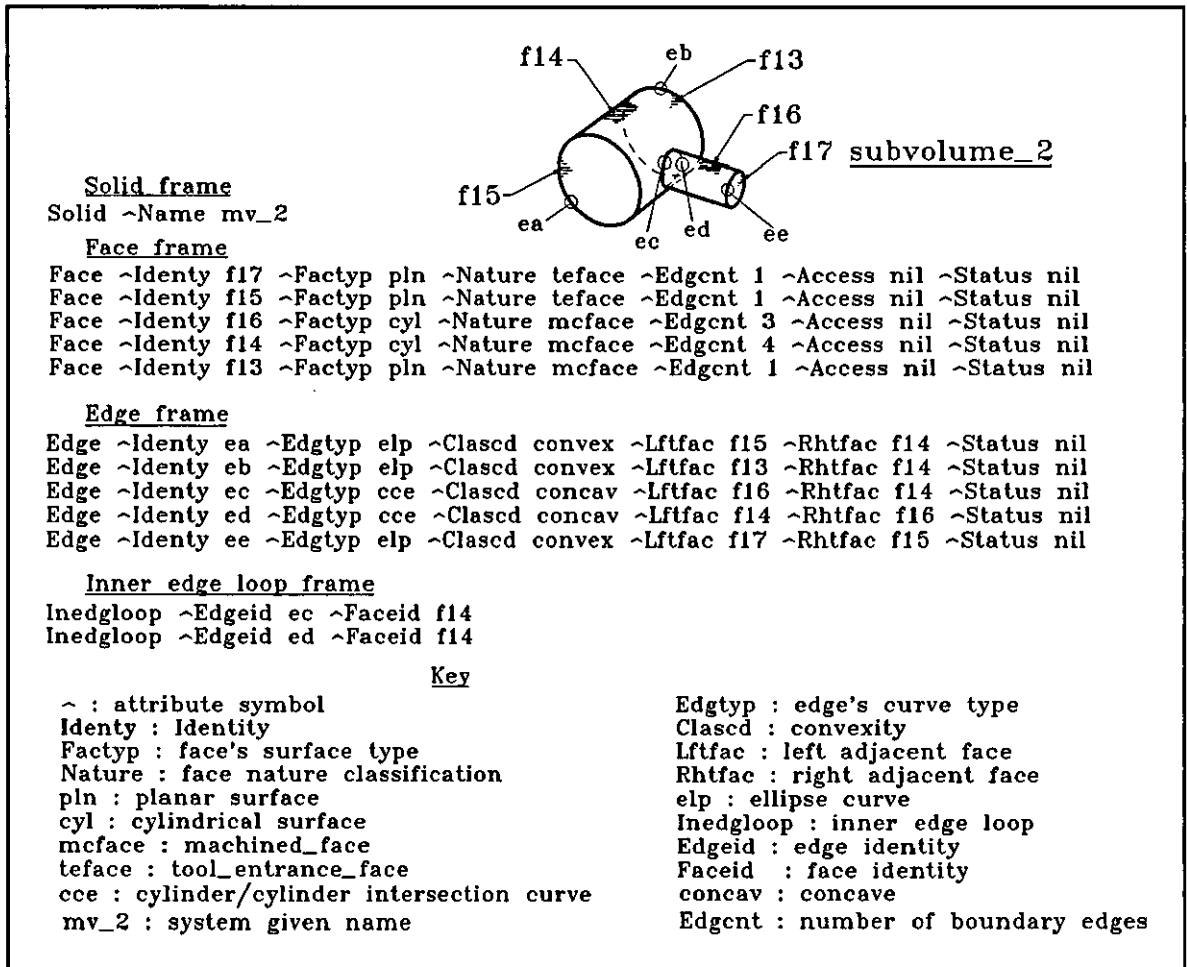 f14
eb
f13
f16
f17 subvolume_2
f15
ea
ec
ed
ee
Solid frame
Solid ^Name mv_2
Face frame
Face ^Identy f17 ^Factyp pln ^Nature teface ^Edgcnt 1 ^Access nil ^Status nil
Face ^Identy f15 ^Factyp pln ^Nature teface ^Edgcnt 1 ^Access nil ^Status nil
Face ^Identy f16 ^Factyp cyl ^Nature mcface ^Edgcnt 3 ^Access nil ^Status nil
Face ^Identy f14 ^Factyp cyl ^Nature mcface ^Edgcnt 4 ^Access nil ^Status nil
Face ^Identy f13 ^Factyp pln ^Nature mcface ^Edgcnt 1 ^Access nil ^Status nil
Edge frame
Edge ^Identy ea ^Edgtyp elp ^Clascd convex ^Lftfac f15 ^Rhtfac f14 ^Status nil
Edge ^Identy eb ^Edgtyp elp ^Clascd convex ^Lftfac f13 ^Rhtfac f14 ^Status nil
Edge ^Identy ec ^Edgtyp cce ^Clascd concav ^Lftfac f16 ^Rhtfac f14 ^Status nil
Edge ^Identy ed ^Edgtyp cce ^Clascd concav ^Lftfac f14 ^Rhtfac f16 ^Status nil
Edge ^Identy ee ^Edgtyp elp ^Clascd convex ^Lftfac f17 ^Rhtfac f15 ^Status nil
Inner edge loop frame
Inedgloop ^Edgeid ec ^Faceid f14
Inedgloop ^Edgeid ed ^Faceid f14
Key
^ : attribute symbol
Identy : Identity
Factyp : face's surface type
Nature : face nature classification
pln : planar surface
cyl : cylindrical surface
mcface : machined_face
teface : tool_entrance_face
cce : cylinder/cylinder intersection curve
mv_2 : system given name
Edgtyp : edge's curve type
Clascd : convexity
Lftfac : left adjacent face
Rhtfac : right adjacent face
elp : ellipse curve
Inedgloop : inner edge loop
Edgeid : edge identity
Faceid : face identity
concav : concave
Edgcnt : number of boundary edges